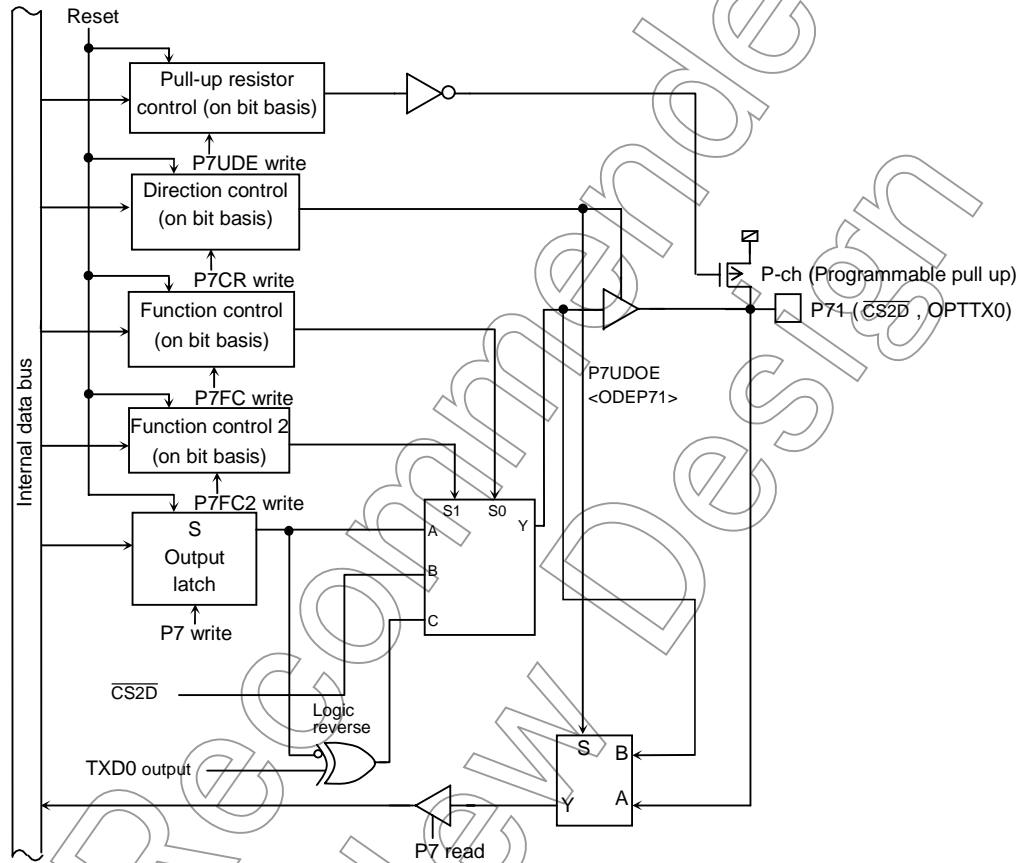 Reset
Pull-up resistor
control (on bit basis)
P7UDE write
Direction control
(on bit basis)
P7CR write
Function control
(on bit basis)
P7FC write
Function control 2
(on bit basis)
P7FC2 write
S
Output
latch
P7 write
Internal data bus
P-ch (Programmable pull up)
P71 ( CS2D , OPTTX0)
P7UDOE
<ODEP71>
S1 S0
Y
A
B
C
CS2D
Logic
reverse
TXD0 output
S
B
Y
A
P7 read
Recommended
New Design